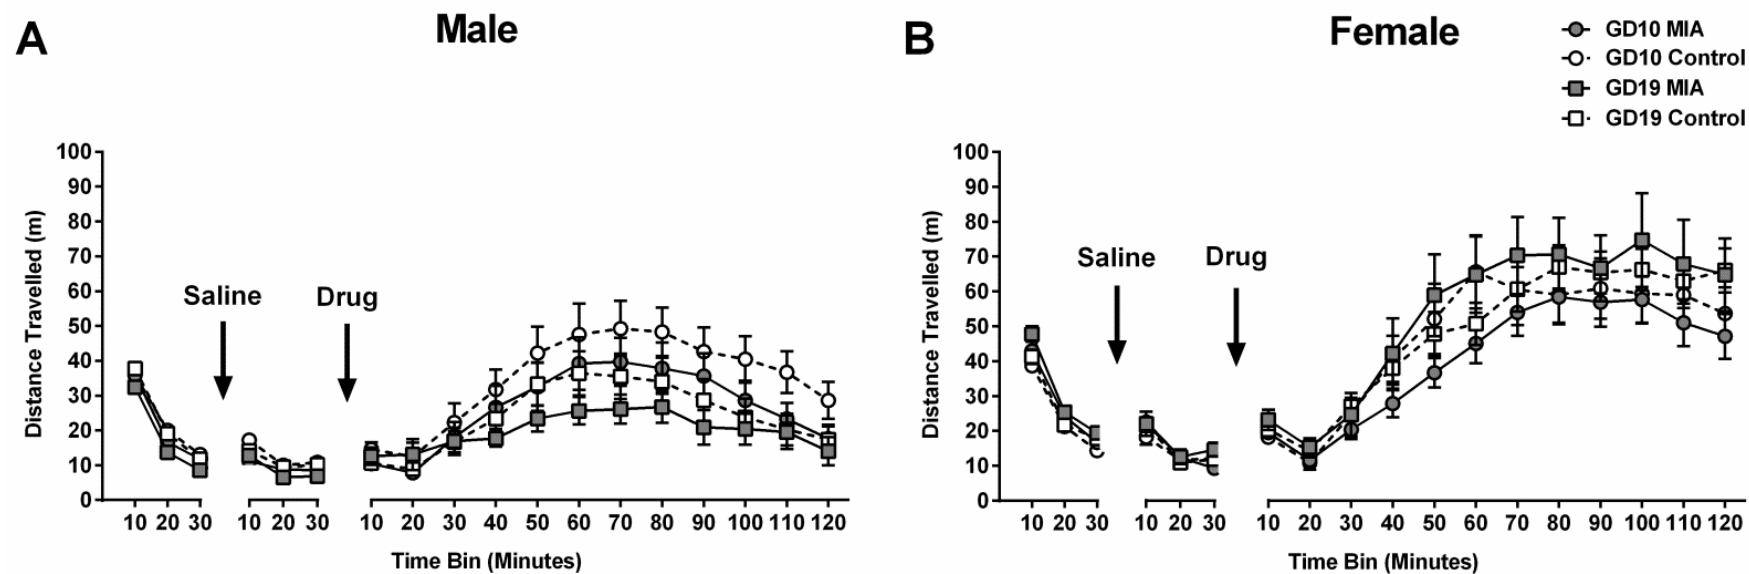 A
Male
B
Female
GD10 MIA
GD10 Control
GD19 MIA
GD19 Control
Distance Travelled (m)
100
90
80
70
60
50
40
30
20
10
0
Saline
Drug
10 20 30
10 20 30
10 20 30 40 50 60 70 80 90 100 110 120
Time Bin (Minutes)
Distance Travelled (m)
100
90
80
70
60
50
40
30
20
10
0
Saline
Drug
10 20 30
10 20 30
10 20 30 40 50 60 70 80 90 100 110 120
Time Bin (Minutes)